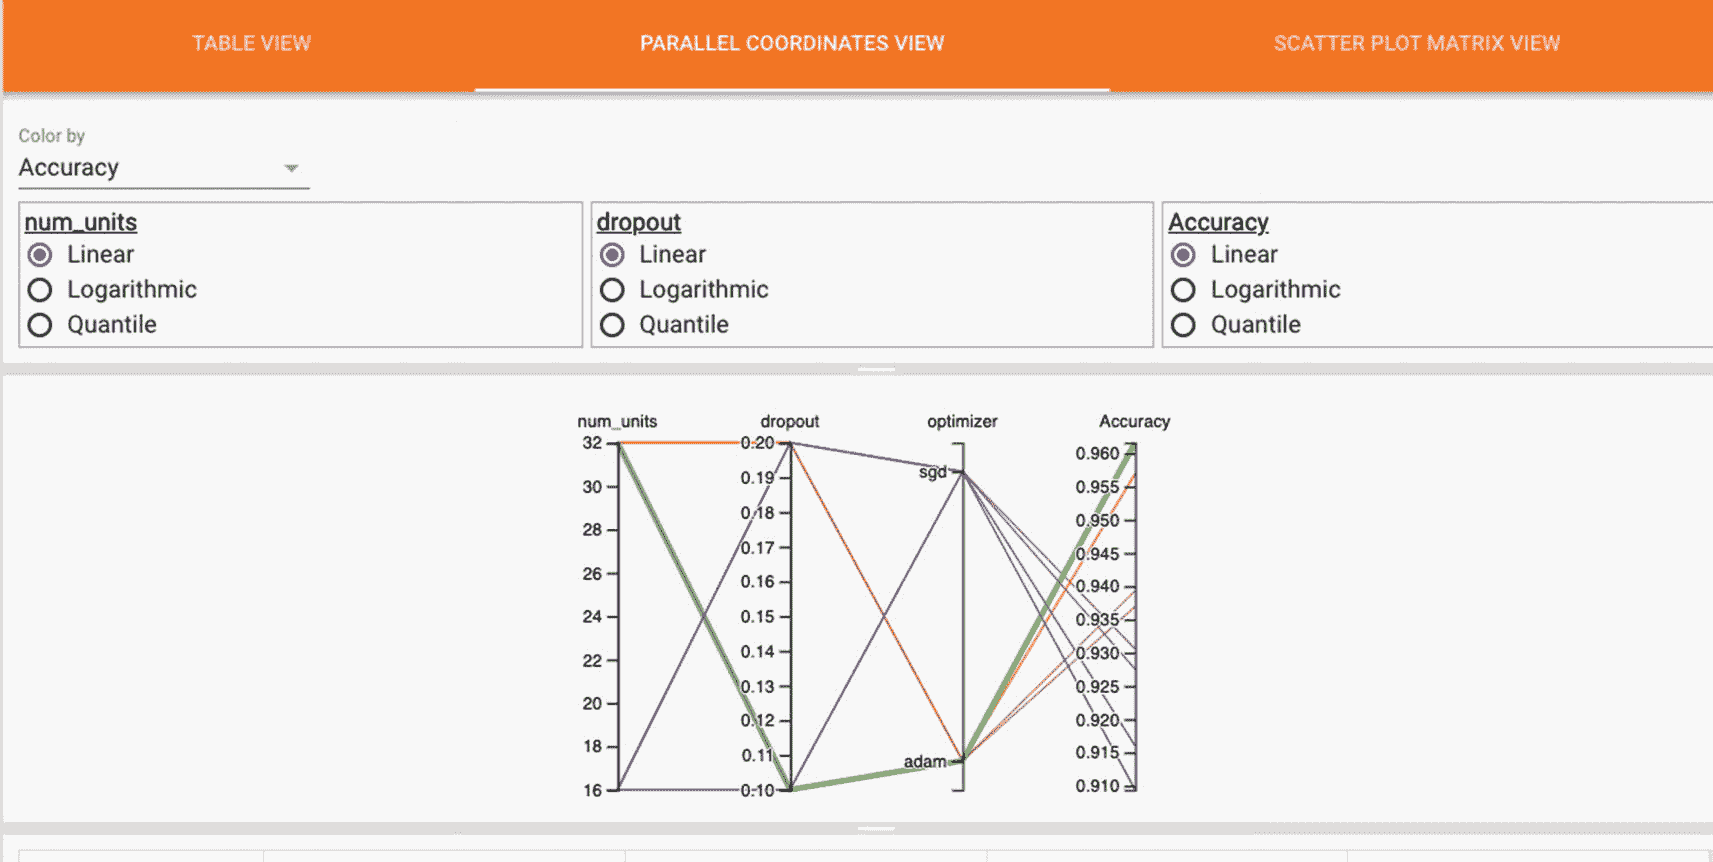 TABLE VIEW PARALLEL COORDINATES VIEW SCATTER PLOT MATRIX VIEW
Color by
Accuracy
num_units
Linear
Logarithmic
Quantile
dropout
Linear
Logarithmic
Quantile
Accuracy
Linear
Logarithmic
Quantile
num_units
32
30
28
26
24
22
20
18
16
dropout
0.20
0.19
0.18
0.17
0.16
0.15
0.14
0.13
0.12
0.11
0.10
optimizer
sgd
adam
Accuracy
0.960
0.955
0.950
0.945
0.940
0.935
0.930
0.925
0.920
0.915
0.910